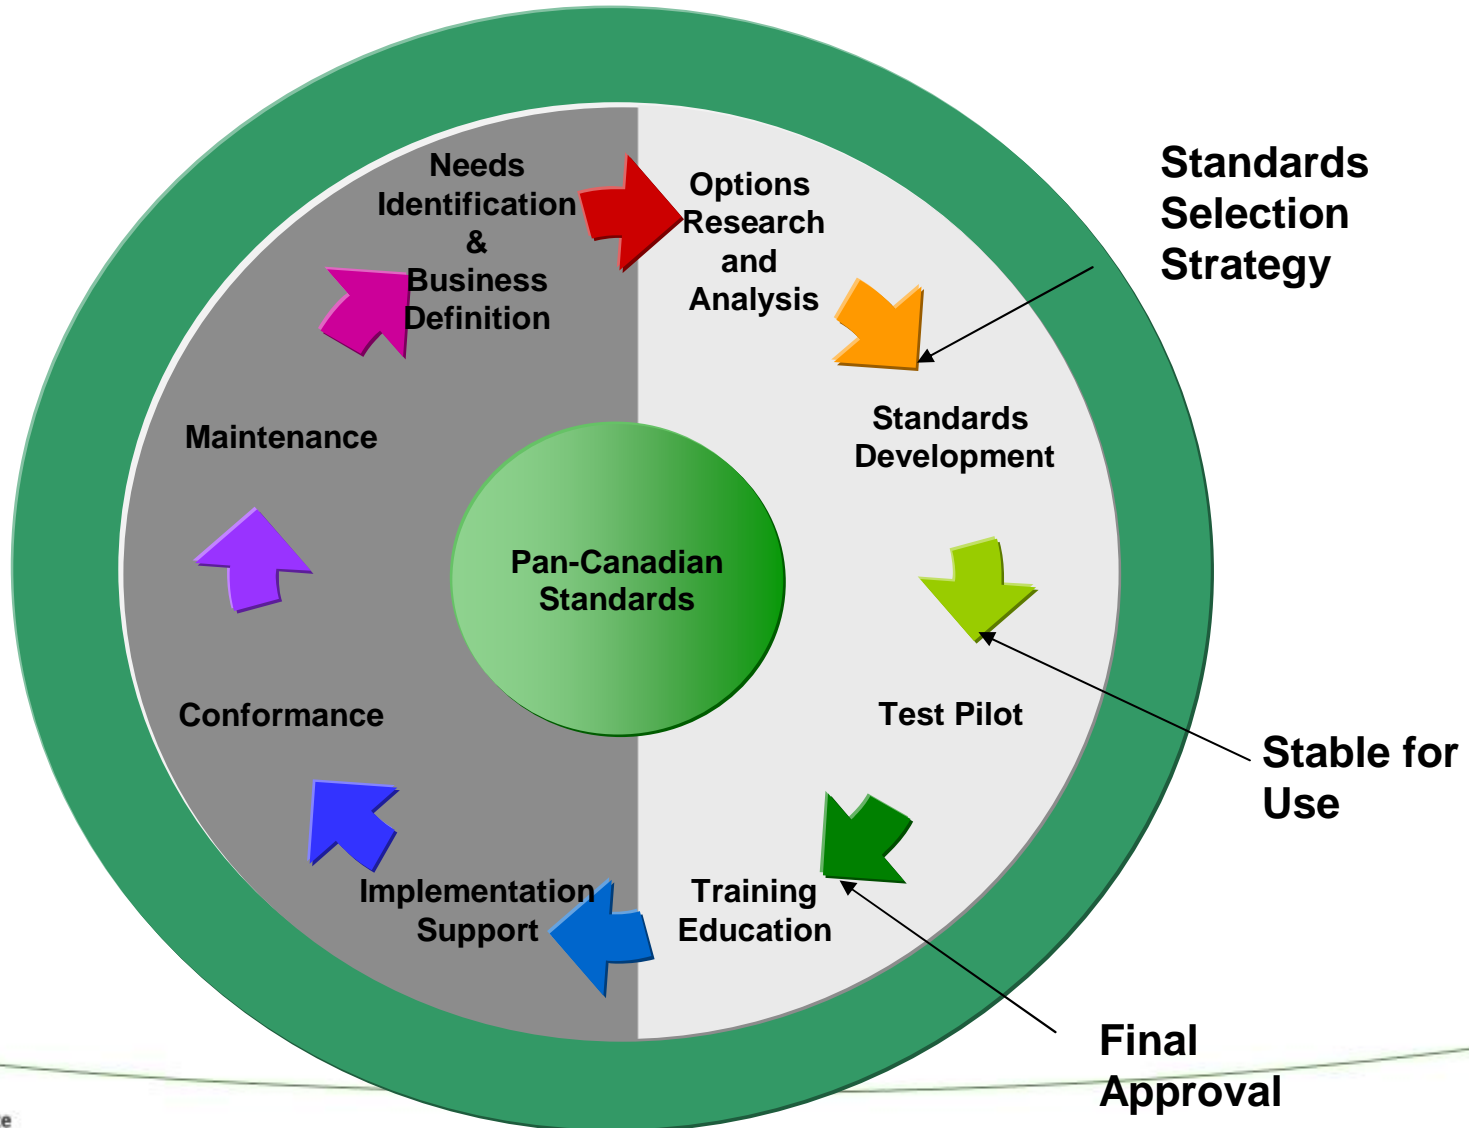 Needs
Identification
&
Business
Definition
Options
Research
and
Analysis
Standards
Selection
Strategy
Standards
Development
Maintenance
Pan-Canadian
Standards
Conformance
Test Pilot
Stable for
Use
Implementation
Support
Training
Education
Final
Approval